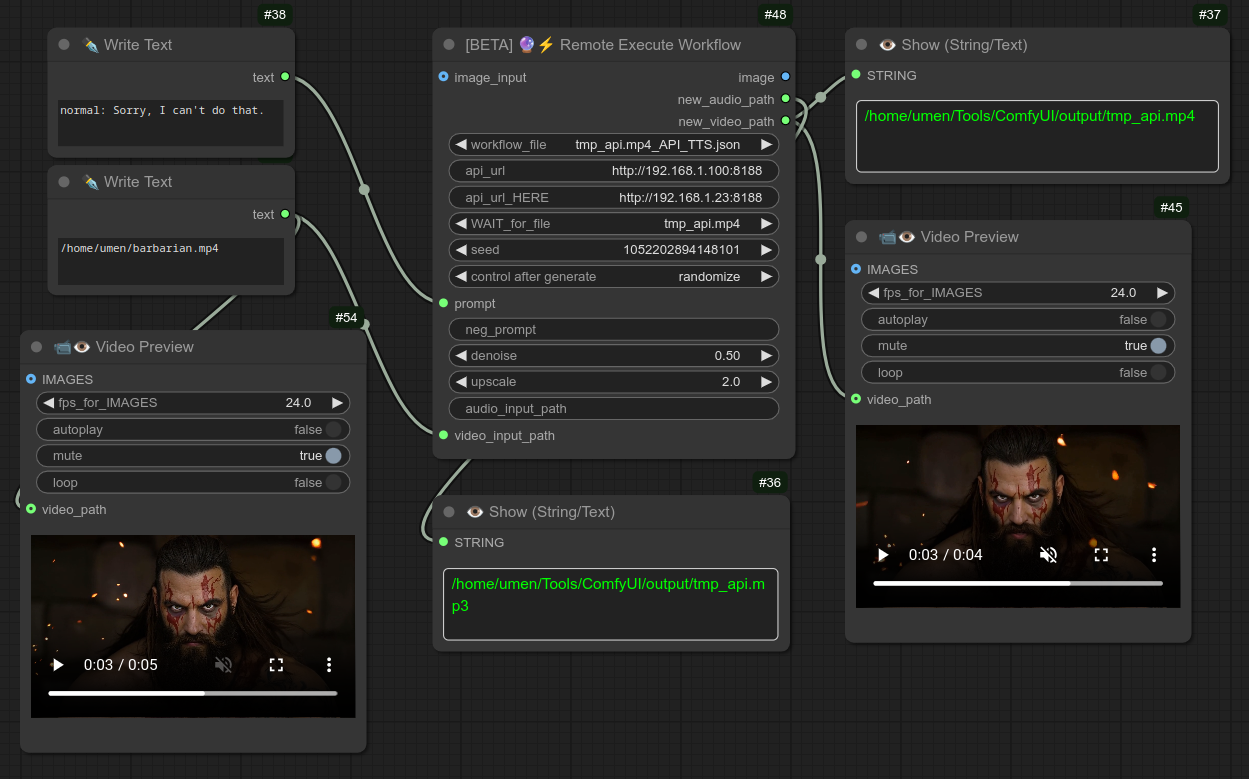 #38
Write Text
text
normal: Sorry, I can't do that.
Write Text
text
/home/umen/barbarian.mp4
#54
Video Preview
IMAGES
fps_for_IMAGES 24.0
autoplay false
mute true
loop false
video_path
0:03 / 0:05
#48
[BETA] 🔮⚡ Remote Execute Workflow
image_input image
new_audio_path
new_video_path
workflow_file tmp_api.mp4_API_TTS.json
api_url http://192.168.1.100:8188
api_url_HERE http://192.168.1.23:8188
WAIT_for_file tmp_api.mp4
seed 1052202894148101
control after generate randomize
prompt
neg_prompt
denoise 0.50
upscale 2.0
audio_input_path
video_input_path
#36
Show (String/Text)
STRING
/home/umen/Tools/ComfyUI/output/tmp_api.m
p3
#37
Show (String/Text)
STRING
/home/umen/Tools/ComfyUI/output/tmp_api.mp4
#45
Video Preview
IMAGES
fps_for_IMAGES 24.0
autoplay false
mute true
loop false
video_path
0:03 / 0:04